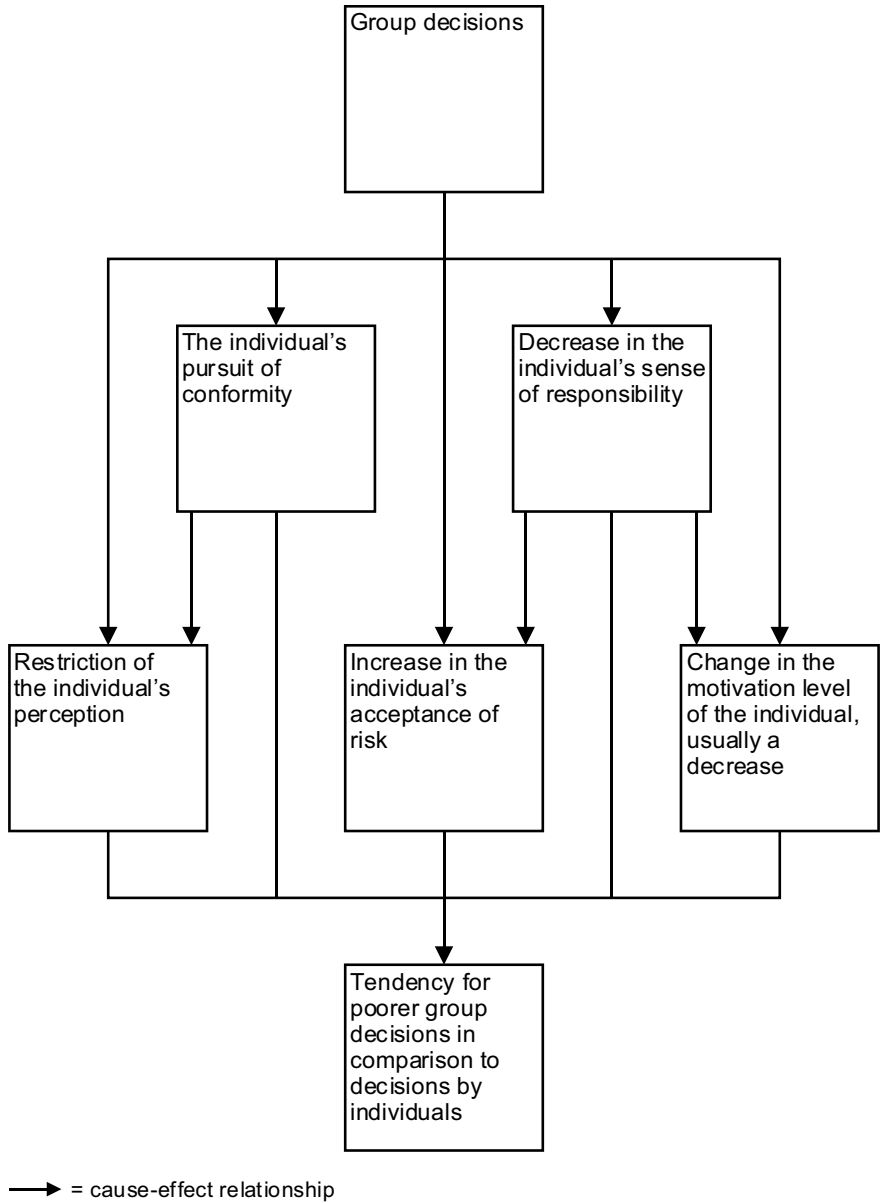 Group decisions
The individual’s
pursuit of
conformity
Decrease in the
individual’s sense
of responsibility
Restriction of
the individual’s
perception
Increase in the
individual’s
acceptance of
risk
Change in the
motivation level
of the individual,
usually a
decrease
Tendency for
poorer group
decisions in
comparison to
decisions by
individuals
= cause-effect relationship